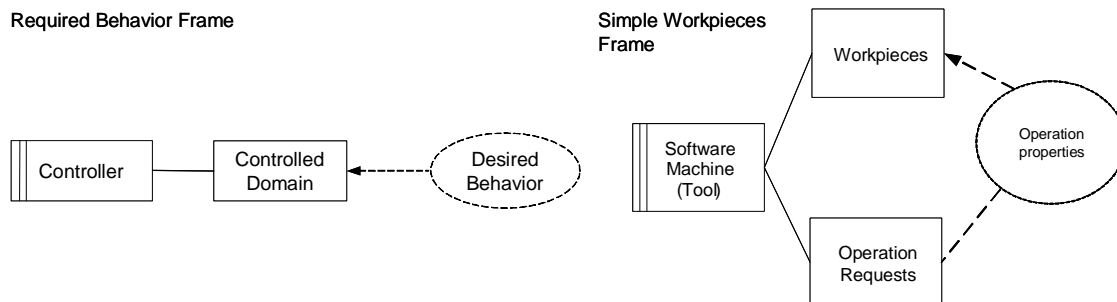 Required Behavior Frame
Controller
Controlled
Domain
Desired
Behavior
Simple Workpieces
Frame
Workpieces
Software
Machine
(Tool)
Operation
properties
Operation
Requests